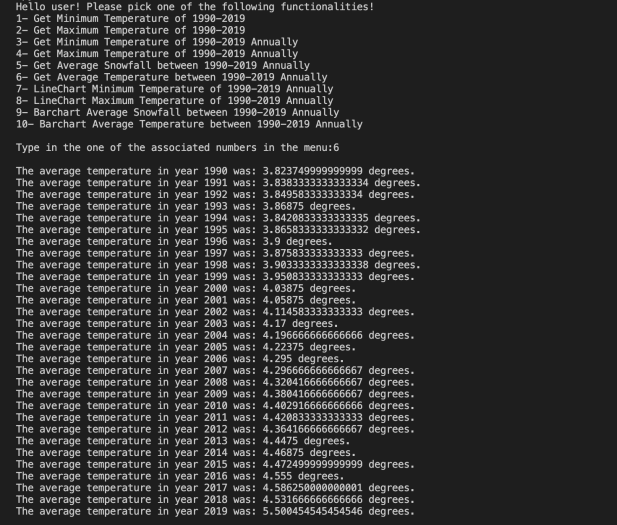 Hello user! Please pick one of the following functionalities!
1- Get Minimum Temperature of 1990-2019
2- Get Maximum Temperature of 1990-2019
3- Get Minimum Temperature of 1990-2019 Annually
4- Get Maximum Temperature of 1990-2019 Annually
5- Get Average Snowfall between 1990-2019 Annually
6- Get Average Temperature between 1990-2019 Annually
7- LineChart Minimum Temperature of 1990-2019 Annually
8- LineChart Maximum Temperature of 1990-2019 Annually
9- Barchart Average Snowfall between 1990-2019 Annually
10- Barchart Average Temperature between 1990-2019 Annually
Type in the one of the associated numbers in the menu:6
The average temperature in year 1990 was: 3.823749999999999 degrees.
The average temperature in year 1991 was: 3.8383333333333334 degrees.
The average temperature in year 1992 was: 3.849583333333334 degrees.
The average temperature in year 1993 was: 3.86875 degrees.
The average temperature in year 1994 was: 3.8420833333333335 degrees.
The average temperature in year 1995 was: 3.8658333333333332 degrees.
The average temperature in year 1996 was: 3.9 degrees.
The average temperature in year 1997 was: 3.875833333333333 degrees.
The average temperature in year 1998 was: 3.9033333333333338 degrees.
The average temperature in year 1999 was: 3.950833333333333 degrees.
The average temperature in year 2000 was: 4.03875 degrees.
The average temperature in year 2001 was: 4.05875 degrees.
The average temperature in year 2002 was: 4.114583333333333 degrees.
The average temperature in year 2003 was: 4.17 degrees.
The average temperature in year 2004 was: 4.196666666666666 degrees.
The average temperature in year 2005 was: 4.22375 degrees.
The average temperature in year 2006 was: 4.295 degrees.
The average temperature in year 2007 was: 4.296666666666667 degrees.
The average temperature in year 2008 was: 4.320416666666667 degrees.
The average temperature in year 2009 was: 4.380416666666667 degrees.
The average temperature in year 2010 was: 4.402916666666666 degrees.
The average temperature in year 2011 was: 4.420833333333333 degrees.
The average temperature in year 2012 was: 4.364166666666667 degrees.
The average temperature in year 2013 was: 4.4475 degrees.
The average temperature in year 2014 was: 4.46875 degrees.
The average temperature in year 2015 was: 4.472499999999999 degrees.
The average temperature in year 2016 was: 4.555 degrees.
The average temperature in year 2017 was: 4.586250000000001 degrees.
The average temperature in year 2018 was: 4.531666666666666 degrees.
The average temperature in year 2019 was: 5.500454545454546 degrees.